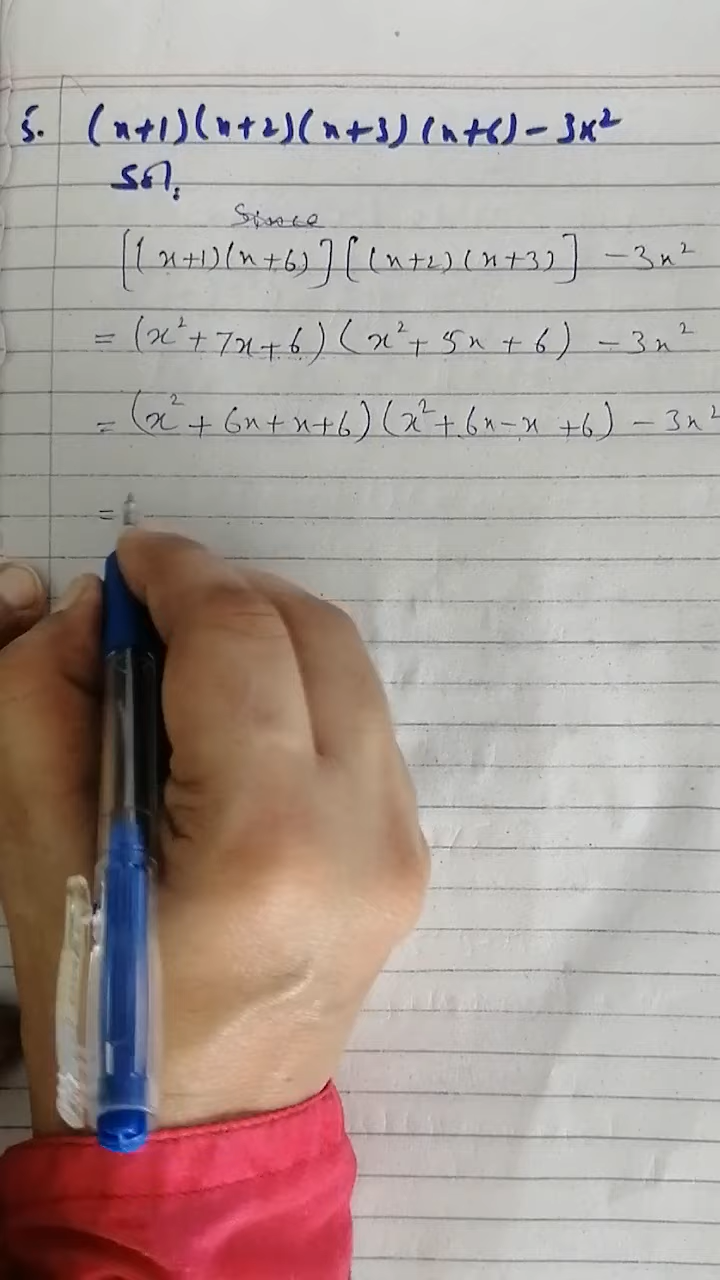 5. (x+1)(x+2)(x+3)(x+6) - 3x²
Sol.
Since
[(x+1)(x+6)][(x+2)(x+3)] - 3x²
= (x²+7x+6)(x²+5x+6) - 3x²
= (x²+6x+x+6)(x²+6x-x+6) - 3x²
=